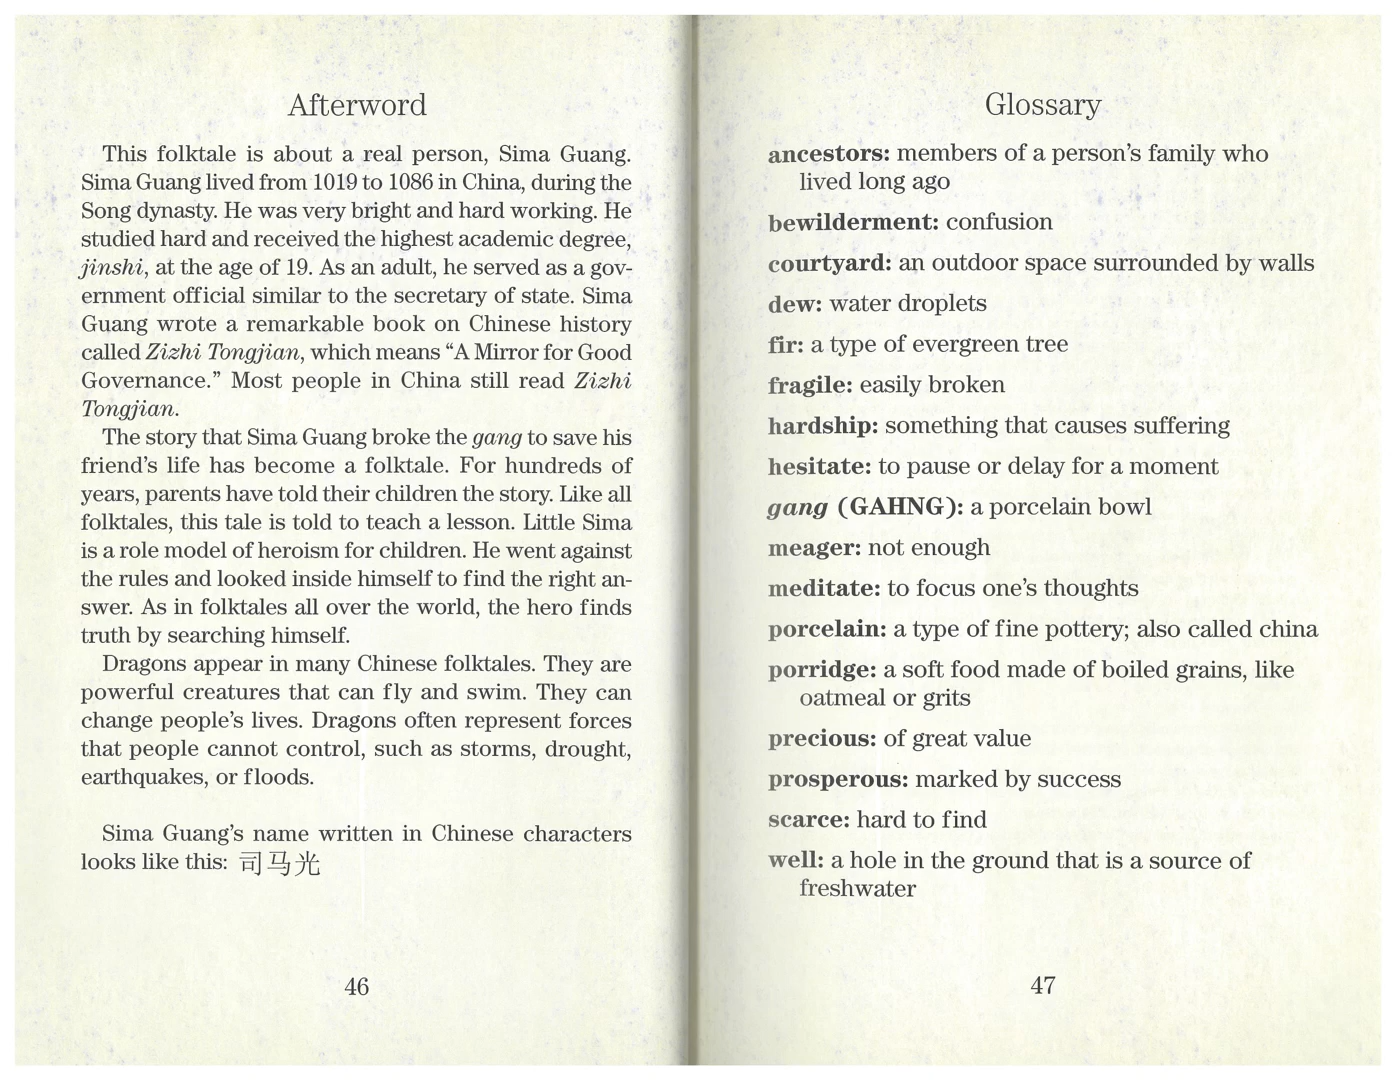 Afterword
This folktale is about a real person, Sima Guang.
Sima Guang lived from 1019 to 1086 in China, during the
Song dynasty. He was very bright and hard working. He
studied hard and received the highest academic degree,
jinshi, at the age of 19. As an adult, he served as a gov-
ernment official similar to the secretary of state. Sima
Guang wrote a remarkable book on Chinese history
called Zizhi Tongjian, which means “A Mirror for Good
Governance.” Most people in China still read Zizhi
Tongjian.
The story that Sima Guang broke the gang to save his
friend’s life has become a folktale. For hundreds of
years, parents have told their children the story. Like all
folktales, this tale is told to teach a lesson. Little Sima
is a role model of heroism for children. He went against
the rules and looked inside himself to find the right an-
swer. As in folktales all over the world, the hero finds
truth by searching himself.
Dragons appear in many Chinese folktales. They are
powerful creatures that can fly and swim. They can
change people’s lives. Dragons often represent forces
that people cannot control, such as storms, drought,
earthquakes, or floods.
Sima Guang’s name written in Chinese characters
looks like this: 司马光
46
Glossary
ancestors: members of a person’s family who
lived long ago
bewilderment: confusion
courtyard: an outdoor space surrounded by walls
dew: water droplets
fir: a type of evergreen tree
fragile: easily broken
hardship: something that causes suffering
hesitate: to pause or delay for a moment
gang (GAHNG): a porcelain bowl
meager: not enough
meditate: to focus one’s thoughts
porcelain: a type of fine pottery; also called china
porridge: a soft food made of boiled grains, like
oatmeal or grits
precious: of great value
prosperous: marked by success
scarce: hard to find
well: a hole in the ground that is a source of
freshwater
47